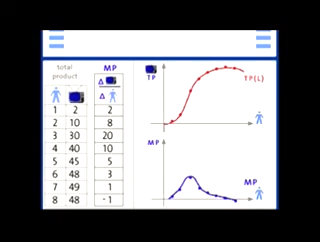 total
product
MP
Δ
Δ
1 2 2
2 10 8
3 30 20
4 40 10
5 45 5
6 48 3
7 49 1
8 48 -1
TP
TP(L)
MP
MP